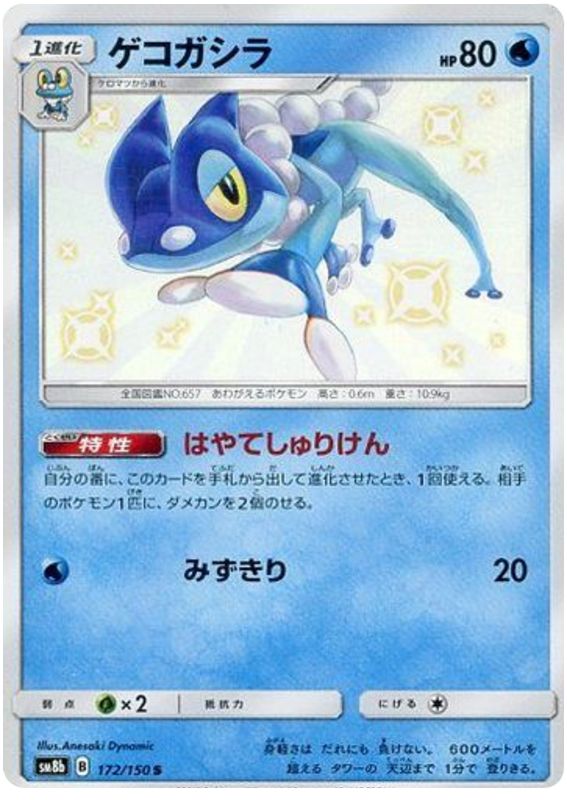 1進化
ゲコガシラ
HP 80
ケロマツから進化
全国図鑑NO.657 あわがえるポケモン 高さ:0.6m 重さ:10.9kg
特性 はやてしゅりけん
自分の番に、このカードを手札から出して進化させたとき、1回使える。相手
のポケモン1匹に、ダメカンを2個のせる。
みずきり 20
弱点 ×2 抵抗力 にげる
Illus.Anesaki Dynamic
SM8b B 172/150 S
身軽さは だれにも 負けない。 600メートルを
超える タワーの 天辺まで 1分で 登りきる。